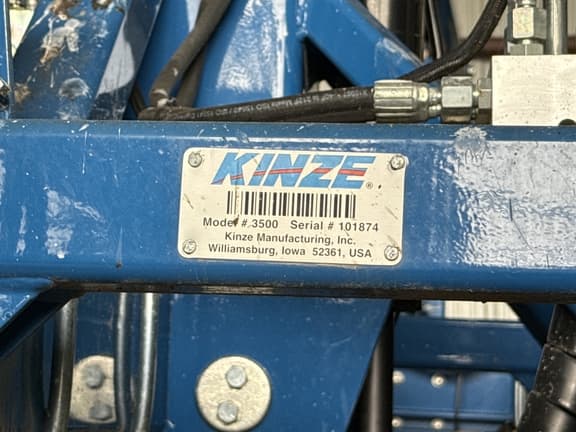 KINZE®
Model # 3500 Serial # 101874
Kinze Manufacturing, Inc.
Williamsburg, Iowa 52361, USA